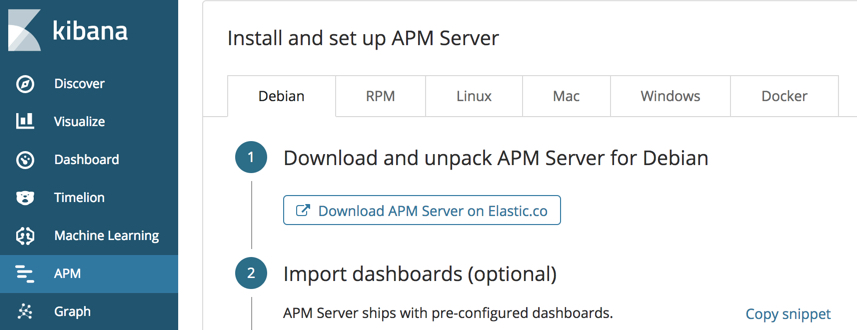 kibana
Discover
Visualize
Dashboard
Timelion
Machine Learning
APM
Graph
Install and set up APM Server
Debian RPM Linux Mac Windows Docker
1 Download and unpack APM Server for Debian
Download APM Server on Elastic.co
2 Import dashboards (optional)
APM Server ships with pre-configured dashboards. Copy snippet